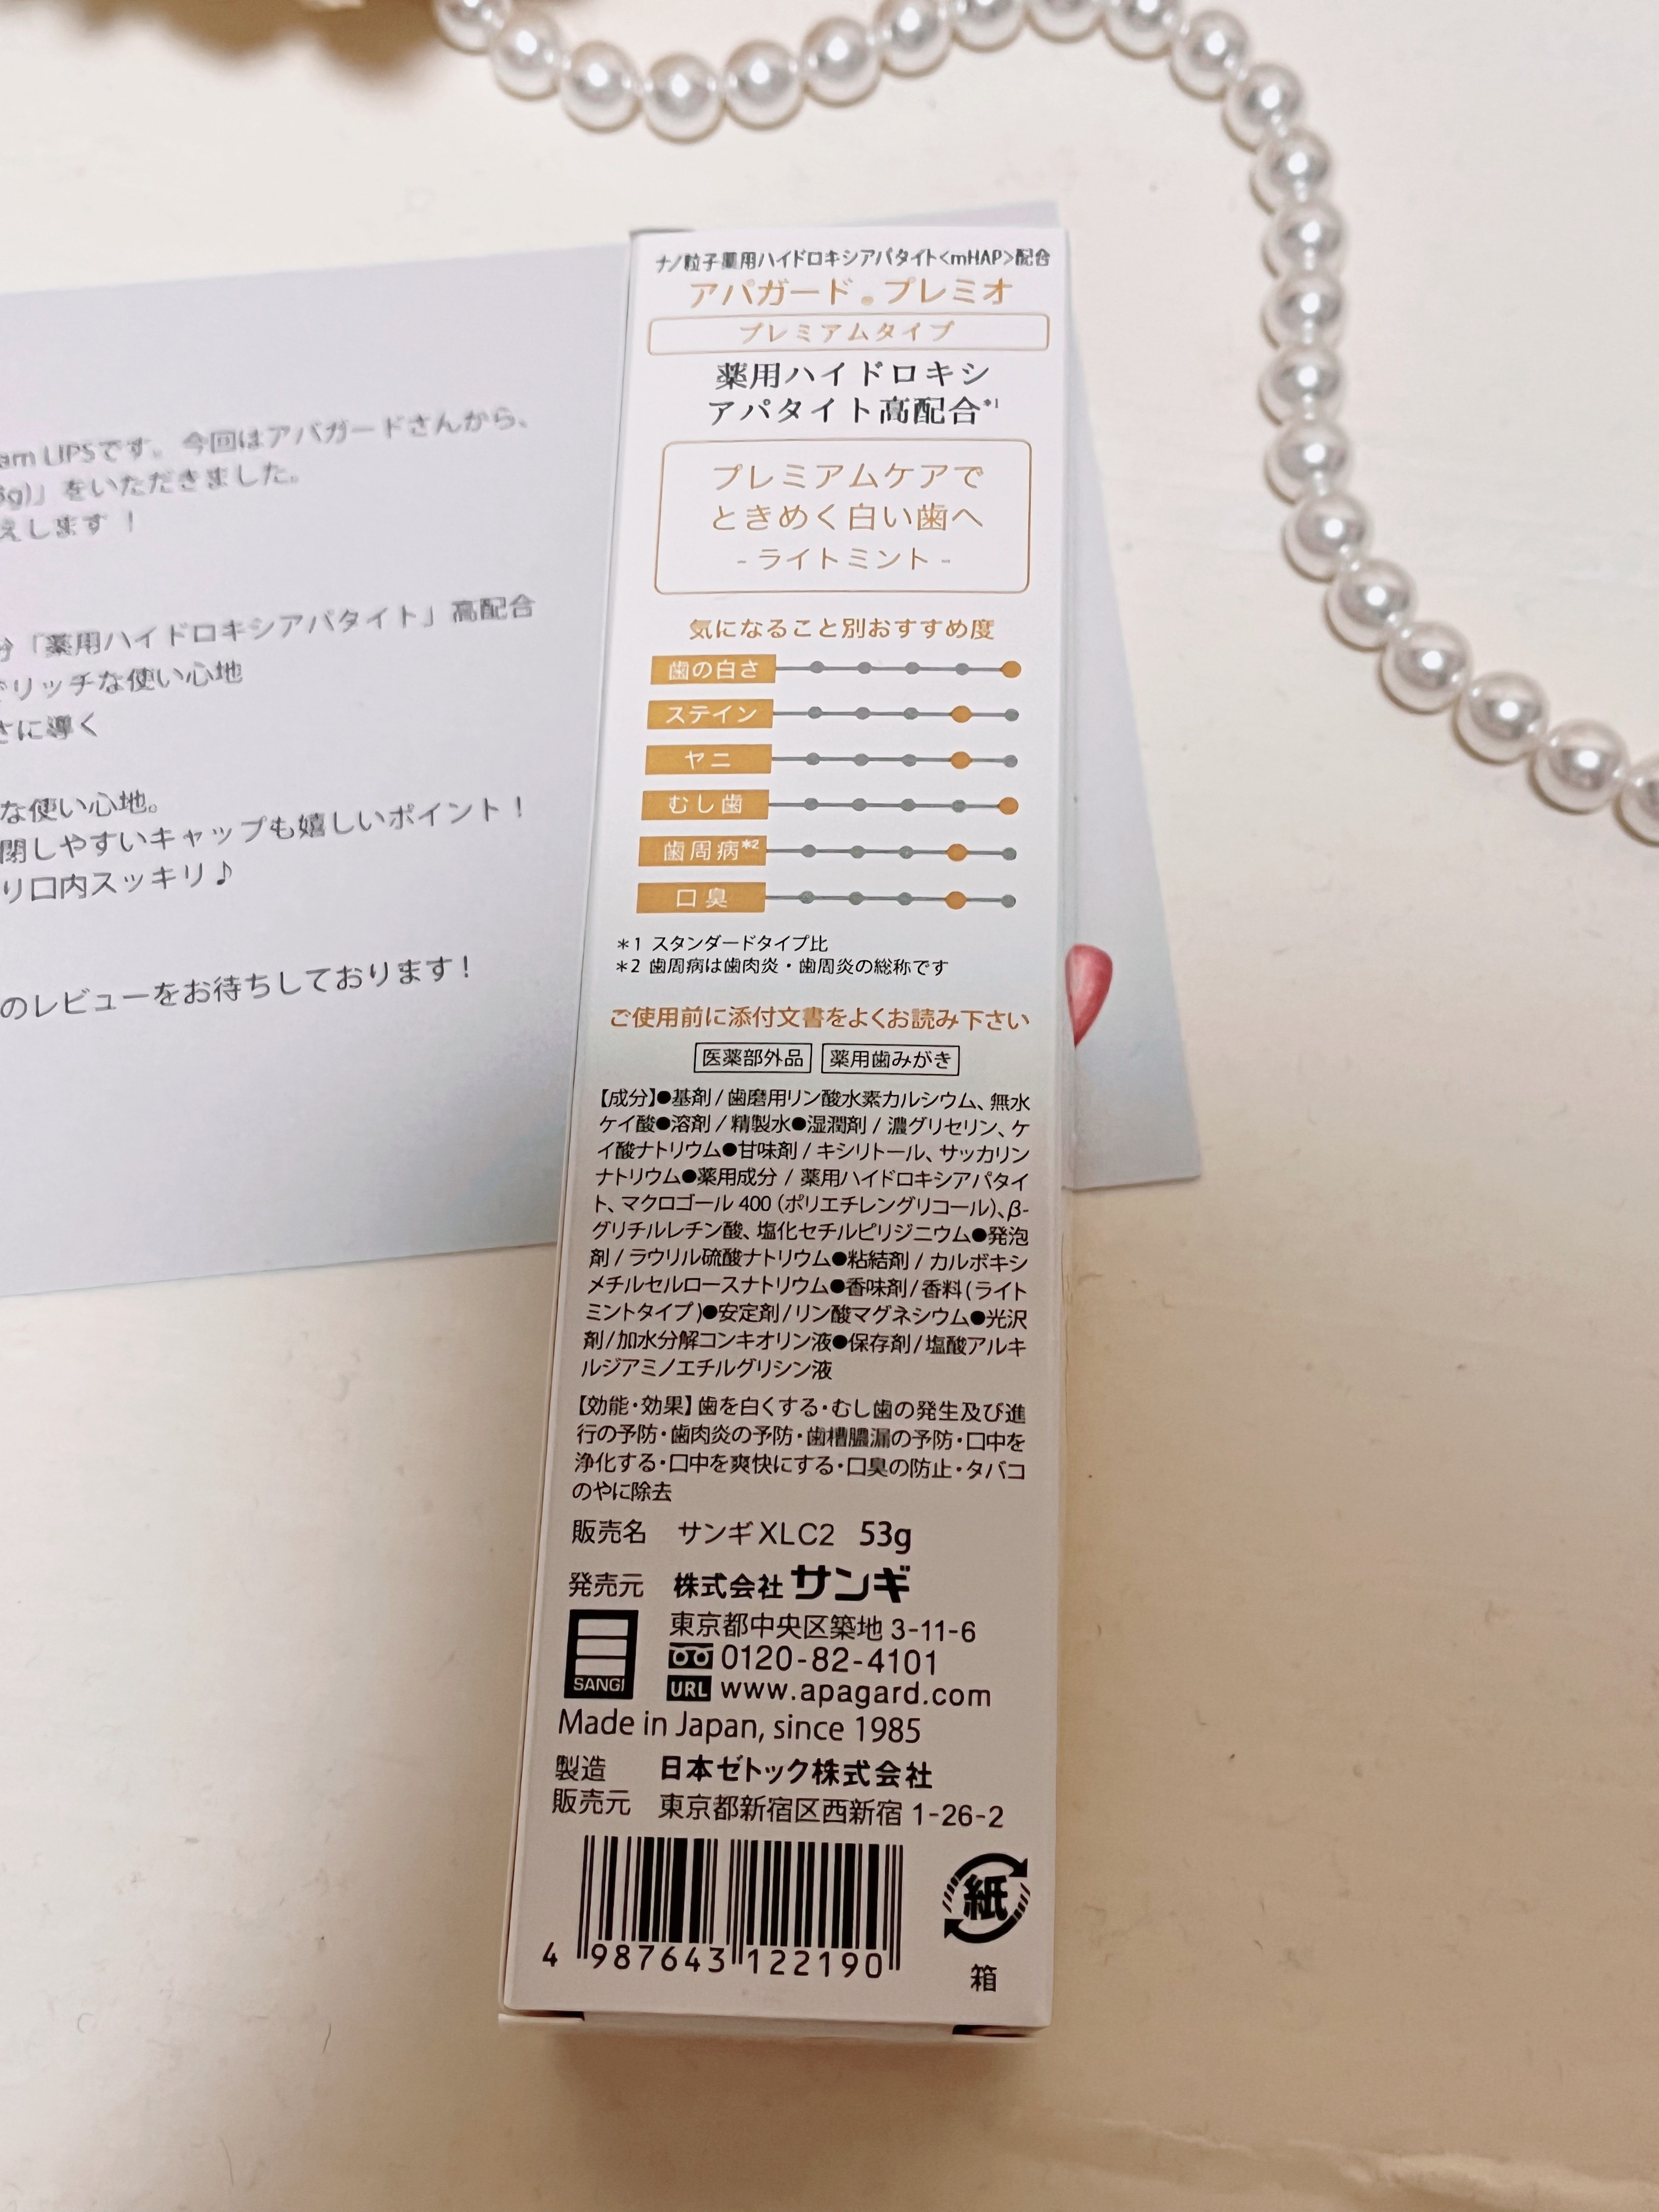 ナノ粒子薬用ハイドロキシアパタイト<mHAP>配合
アパガード®プレミオ
プレミアムタイプ
薬用ハイドロキシ
アパタイト高配合*1
プレミアムケアで
ときめく白い歯へ
- ライトミント -
気になること別おすすめ度
歯の白さ
ステイン
ヤニ
むし歯
歯周病*2
口臭
*1 スタンダードタイプ比
*2 歯周病は歯肉炎・歯周炎の総称です
ご使用前に添付文書をよくお読み下さい
医薬部外品 薬用歯みがき
【成分】●基剤/歯磨用リン酸水素カルシウム、無水
ケイ酸●溶剤/精製水●湿潤剤/濃グリセリン、ケ
イ酸ナトリウム●甘味剤/キシリトール、サッカリン
ナトリウム●薬用成分/薬用ハイドロキシアパタイ
ト、マクロゴール400(ポリエチレングリコール)、β-
グリチルレチン酸、塩化セチルピリジニウム●発泡
剤/ラウリル硫酸ナトリウム●粘結剤/カルボキシ
メチルセルロースナトリウム●香味剤/香料(ライト
ミントタイプ)●安定剤/リン酸マグネシウム●光沢
剤/加水分解コンキオリン液●保存剤/塩酸アルキ
ルジアミノエチルグリシン液
【効能・効果】歯を白くする・むし歯の発生及び進
行の予防・歯肉炎の予防・歯槽膿漏の予防・口中を
浄化する・口中を爽快にする・口臭の防止・タバコ
のやに除去
販売名 サンギXLC2 53g
発売元 株式会社サンギ
東京都中央区築地3-11-6
0120-82-4101
SANGI
URL www.apagard.com
Made in Japan, since 1985
製造 日本ゼトック株式会社
販売元 東京都新宿区西新宿1-26-2
4 987643 122190
紙
箱
am LIPSです。今回はアパガードさんから、
g)」をいただきました。
えします！
分「薬用ハイドロキシアパタイト」高配合
でリッチな使い心地
さに導く
な使い心地。
閉しやすいキャップも嬉しいポイント！
り口内スッキリ♪
のレビューをお待ちしております！